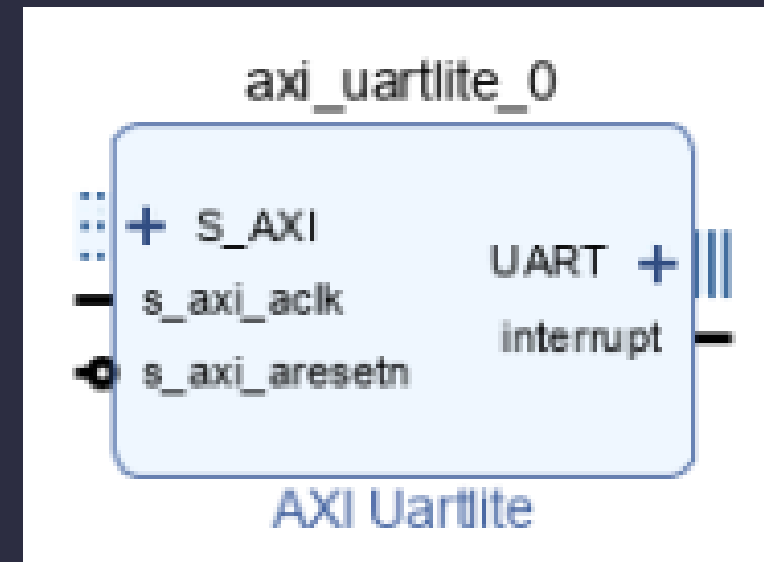 axi_uartlite_0
S_AXI
s_axi_aclk
s_axi_aresetn
UART
interrupt
AXI Uartlite